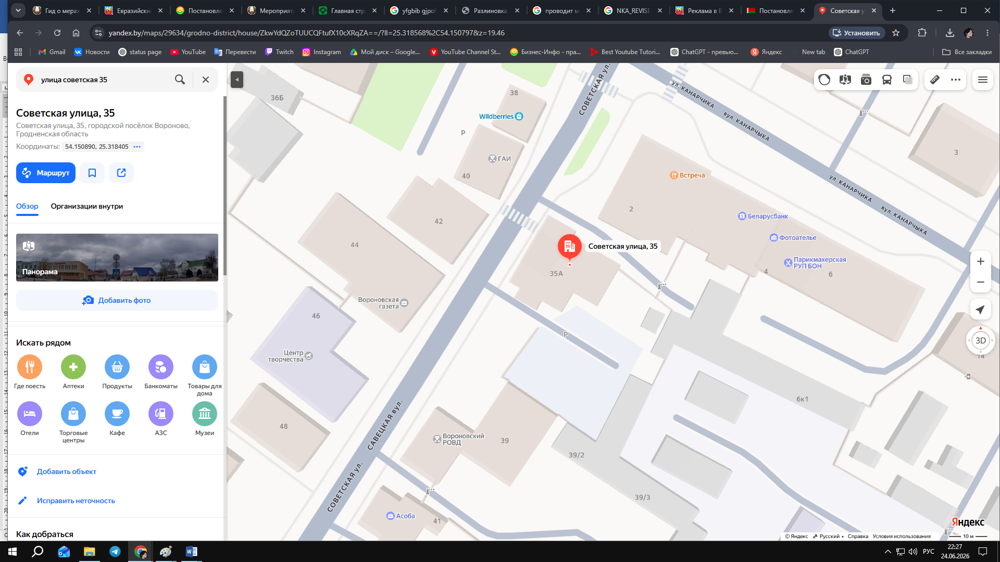 Гид о мерах
Евразийски
Постановле
Мероприят
Главная стр
yfgbib gjpoll
Разлиновка
проводит м
NKA_REVISE
Реклама в В
Постановле
Советская у
yandex.by/maps/29634/grodno-district/house/ZkwYdQZoTUUCQFtufX10cXRqZA==/?ll=25.318568%2C54.150797&z=19.46
Установить
Gmail
Новости
status page
YouTube
Перевести
Twitch
Instagram
Мой диск – Google...
YouTube Channel St...
Бизнес-Инфо - пра...
Best Youtube Tutori...
ChatGPT - превью...
Яндекс
New tab
ChatGPT
Все закладки
улица советская 35
Советская улица, 35
Советская улица, 35, городской посёлок Вороново,
Гродненская область
Координаты: 54.150890, 25.318405
Маршрут
Обзор
Организации внутри
Панорама
Добавить фото
Искать рядом
Где поесть
Аптеки
Продукты
Банкоматы
Товары для
дома
Отели
Торговые
центры
Кафе
АЗС
Музеи
Добавить объект
Исправить неточность
Как добраться
36Б
38
Wildberries
P
ГАИ
40
42
44
СОВЕТСКАЯ УЛ.
УЛ. КАНАРЧИКА
ВУЛ. КАНАРЧЫКА
УЛ. КАНАРЧИКА
ВУЛ. КАНАРЧЫКА
3
Встреча
2
Беларусбанк
Фотоателье
Парикмахерская
РУП БОН
4
6
Советская улица, 35
35А
Вороновская
газета
46
Центр
творчества
P
48
САВЕЦКАЯ ВУЛ.
СОВЕТСКАЯ УЛ.
Вороновский
РОВД
39
39/2
39/3
6к1
14
Асоба
41
3D
Яндекс
© Яндекс
Русский
Справка
Условия использования
10 м
РУС
22:27
24.06.2026